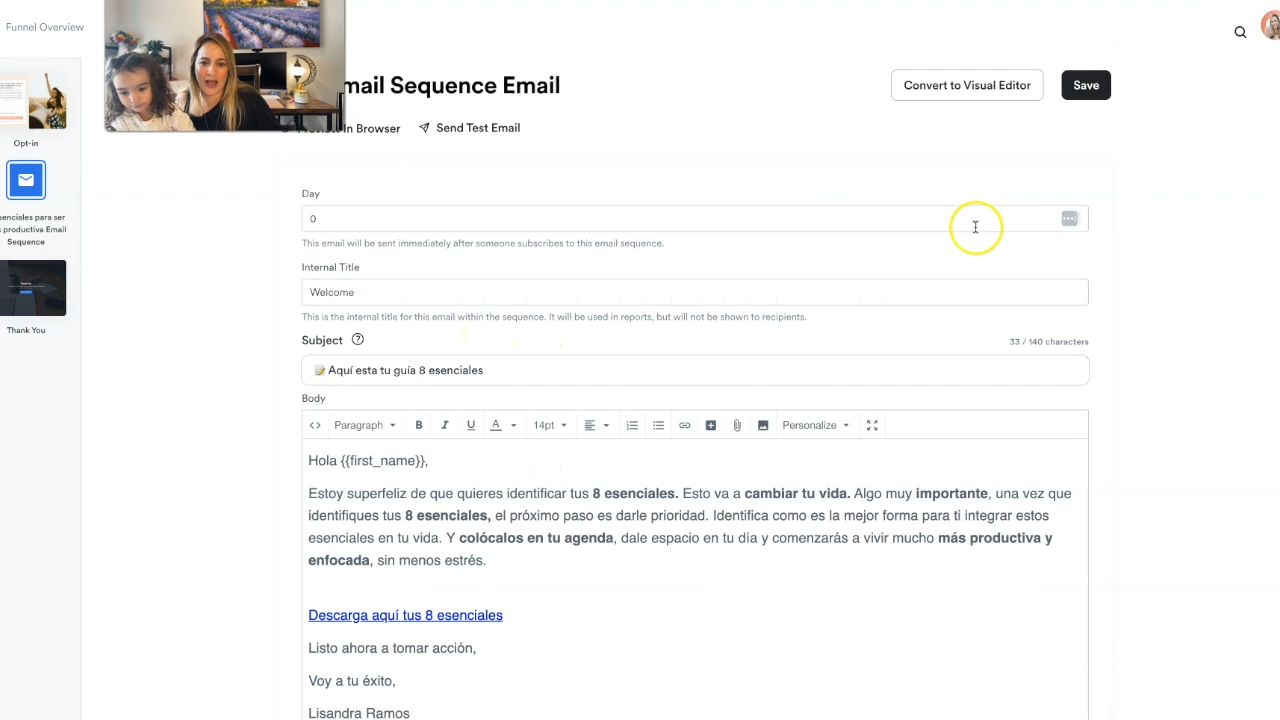 Funnel Overview
mail Sequence Email
Convert to Visual Editor
Save
In Browser
Send Test Email
Opt-in
Day
0
This email will be sent immediately after someone subscribes to this email sequence.
enciales para ser
productiva Email
Sequence
Internal Title
Welcome
This is the internal title for this email within the sequence. It will be used in reports, but will not be shown to recipients.
Thank You
Subject
33 / 140 characters
📝 Aquí esta tu guía 8 esenciales
Body
Paragraph B I U A 14pt Personalize
Hola {{first_name}},
Estoy superfeliz de que quieres identificar tus 8 esenciales. Esto va a cambiar tu vida. Algo muy importante, una vez que
identifiques tus 8 esenciales, el próximo paso es darle prioridad. Identifica como es la mejor forma para ti integrar estos
esenciales en tu vida. Y colócalos en tu agenda, dale espacio en tu día y comenzarás a vivir mucho más productiva y
enfocada, sin menos estrés.
Descarga aquí tus 8 esenciales
Listo ahora a tomar acción,
Voy a tu éxito,
Lisandra Ramos